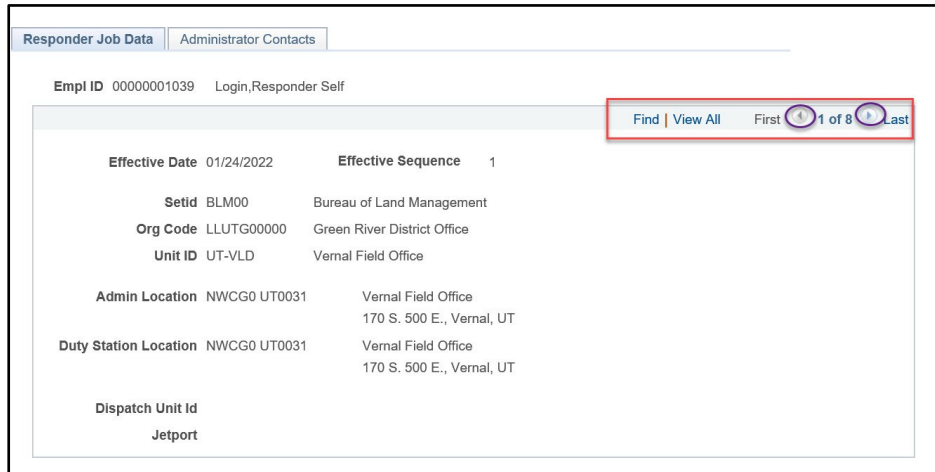 Responder Job Data Administrator Contacts
Empl ID 00000001039 Login,Responder Self
Find | View All First 1 of 8 Last
Effective Date 01/24/2022 Effective Sequence 1
Setid BLM00 Bureau of Land Management
Org Code LLUTG00000 Green River District Office
Unit ID UT-VLD Vernal Field Office
Admin Location NWCG0 UT0031 Vernal Field Office
170 S. 500 E., Vernal, UT
Duty Station Location NWCG0 UT0031 Vernal Field Office
170 S. 500 E., Vernal, UT
Dispatch Unit Id
Jetport